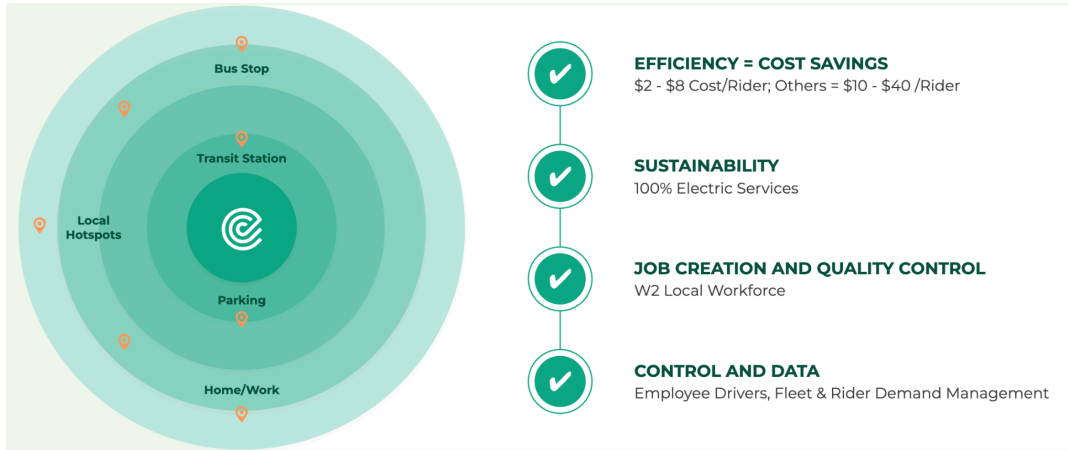 Bus Stop
Transit Station
Local
Hotspots
Parking
Home/Work
EFFICIENCY = COST SAVINGS
$2 - $8 Cost/Rider; Others = $10 - $40 /Rider
SUSTAINABILITY
100% Electric Services
JOB CREATION AND QUALITY CONTROL
W2 Local Workforce
CONTROL AND DATA
Employee Drivers, Fleet & Rider Demand Management